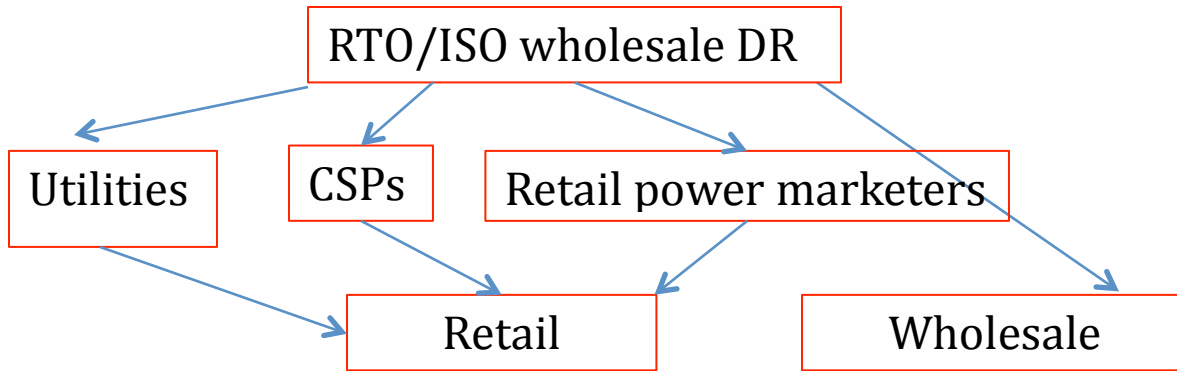 RTO/ISO wholesale DR
Utilities
CSPs
Retail power marketers
Retail
Wholesale